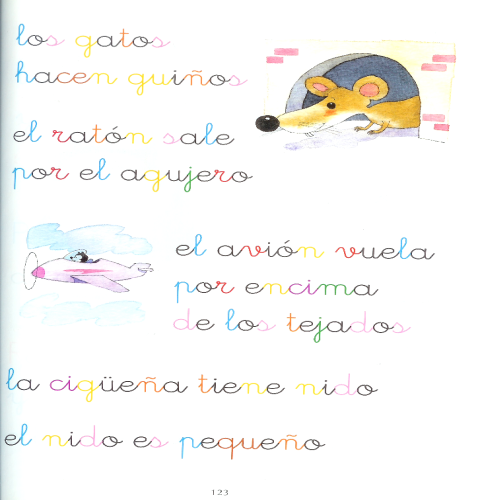 los gatos
hacen guiños
el ratón sale
por el agujero
el avión vuela
por encima
de los tejados
la cigüeña tiene nido
el nido es pequeño
123